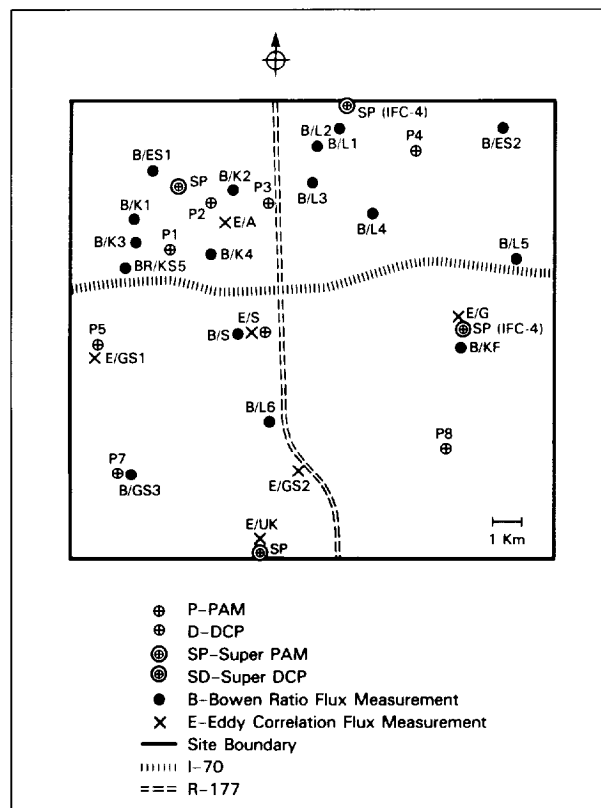 SP (IFC-4)
B/L2
B/L1
P4
B/ES2
B/ES1
SP
B/K2
P3
B/L3
B/K1
P2
E/A
B/L4
B/K3
P1
B/K4
B/L5
BR/KS5
E/S
E/G
SP (IFC-4)
P5
B/S
B/KF
E/GS1
B/L6
P8
P7
B/GS3
E/GS2
E/UK
1 Km
SP
P-PAM
D-DCP
SP-Super PAM
SD-Super DCP
B-Bowen Ratio Flux Measurement
E-Eddy Correlation Flux Measurement
Site Boundary
I-70
R-177